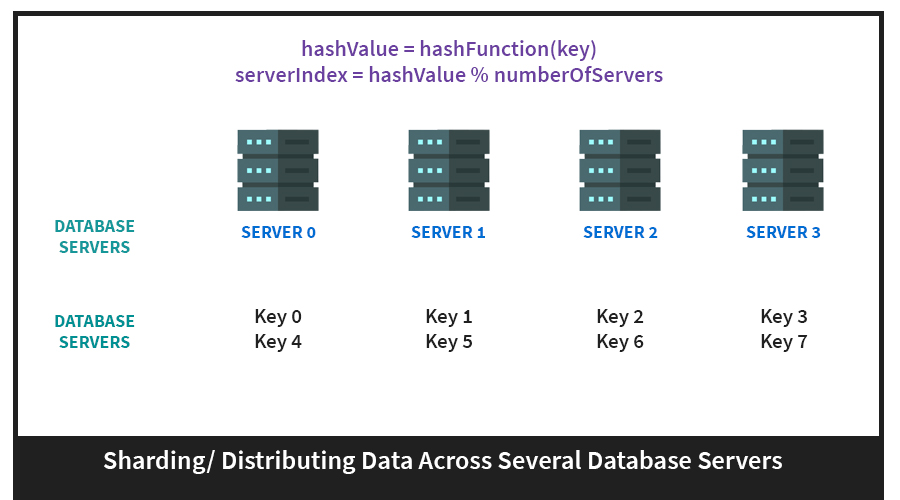 hashValue = hashFunction(key)
serverIndex = hashValue % numberOfServers
DATABASE
SERVERS
SERVER 0 SERVER 1 SERVER 2 SERVER 3
DATABASE
SERVERS
Key 0 Key 1 Key 2 Key 3
Key 4 Key 5 Key 6 Key 7
Sharding/ Distributing Data Across Several Database Servers